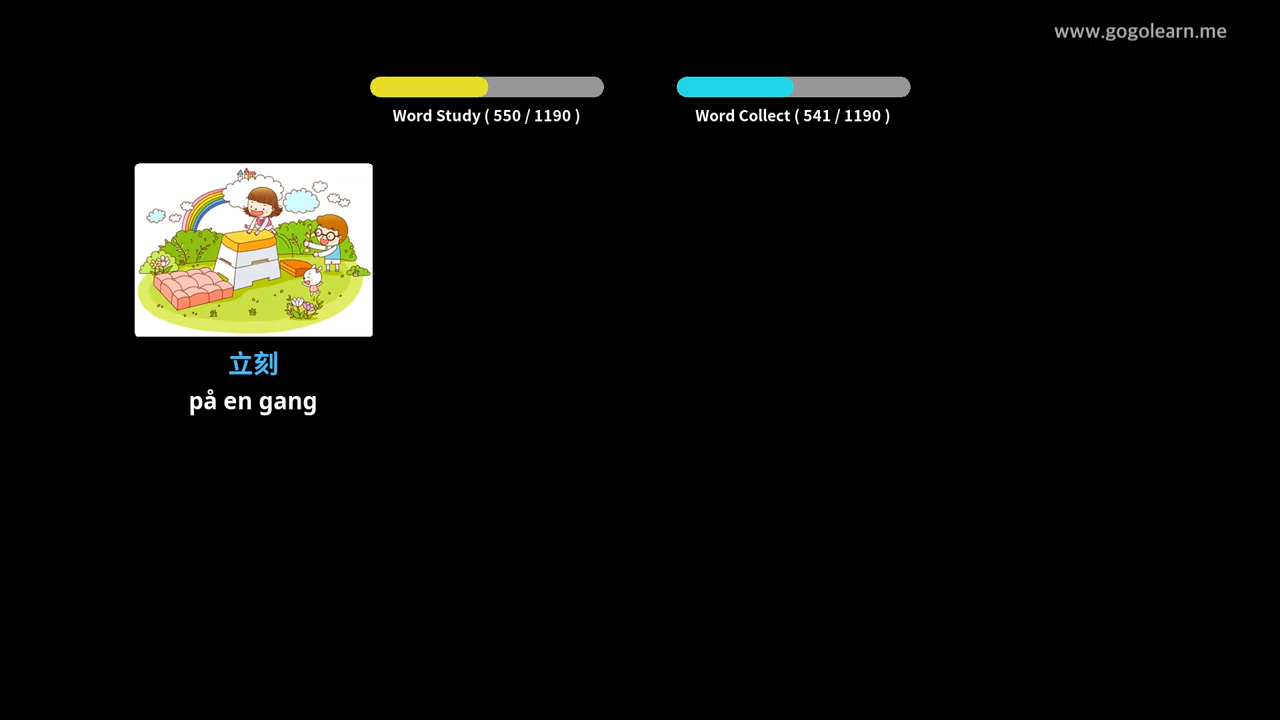 www.gogolearn.me
Word Study ( 550 / 1190 )
Word Collect ( 541 / 1190 )
立刻
på en gang